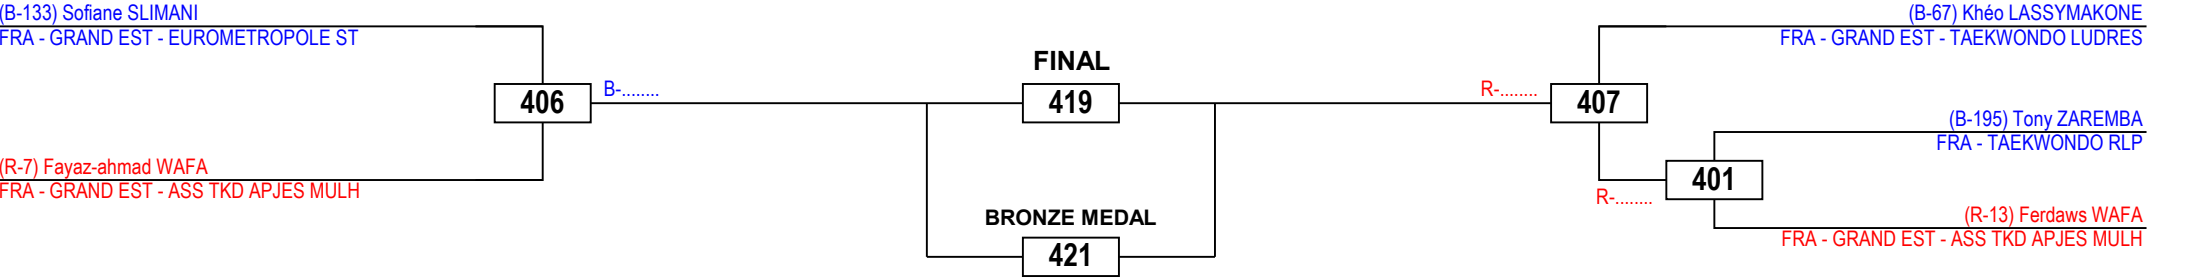 (B-133) Sofiane SLIMANI
FRA - GRAND EST - EUROMETROPOLE ST
406
B-........
(R-7) Fayaz-ahmad WAFA
FRA - GRAND EST - ASS TKD APJES MULH
FINAL
419
BRONZE MEDAL
421
(B-67) Khéo LASSYMAKONE
FRA - GRAND EST - TAEKWONDO LUDRES
R-........
407
(B-195) Tony ZAREMBA
FRA - TAEKWONDO RLP
401
R-........
(R-13) Ferdaws WAFA
FRA - GRAND EST - ASS TKD APJES MULH